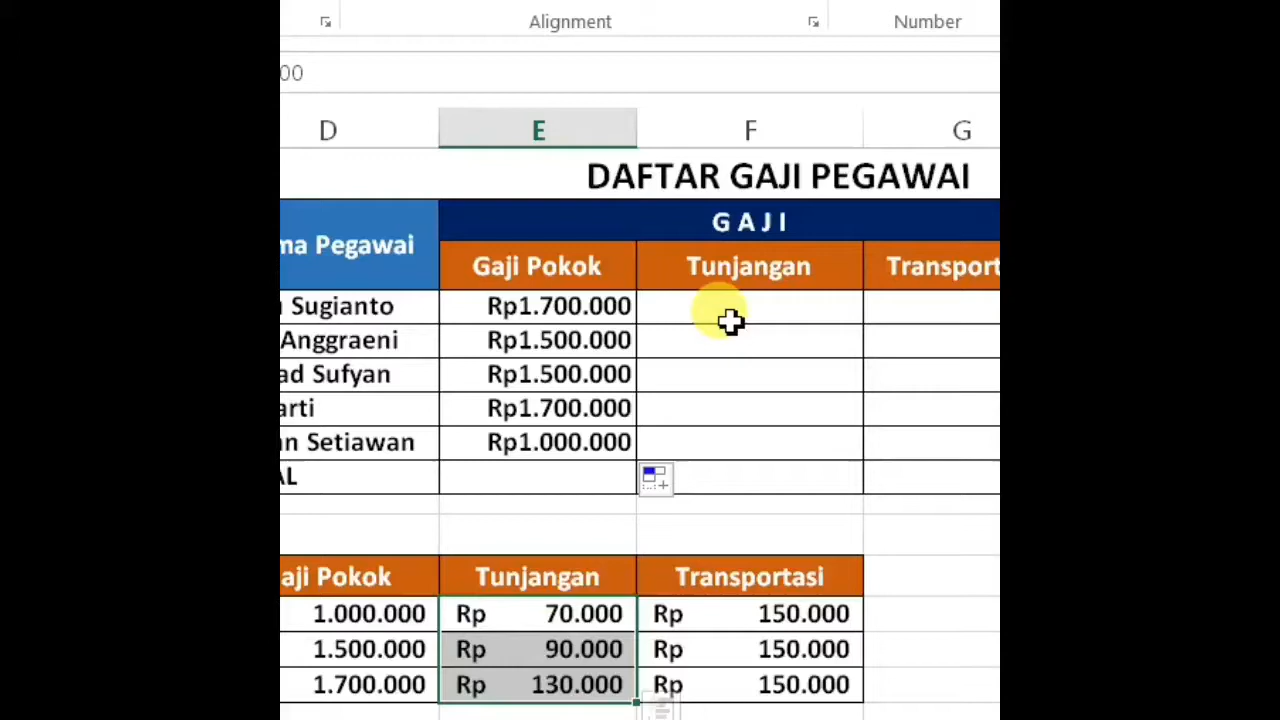 Alignment Number
00
D E F G
DAFTAR GAJI PEGAWAI
ma Pegawai G A J I
Gaji Pokok Tunjangan Transport
Sugianto Rp1.700.000
Anggraeni Rp1.500.000
ad Sufyan Rp1.500.000
arti Rp1.700.000
an Setiawan Rp1.000.000
AL
aji Pokok Tunjangan Transportasi
1.000.000 Rp 70.000 Rp 150.000
1.500.000 Rp 90.000 Rp 150.000
1.700.000 Rp 130.000 Rp 150.000